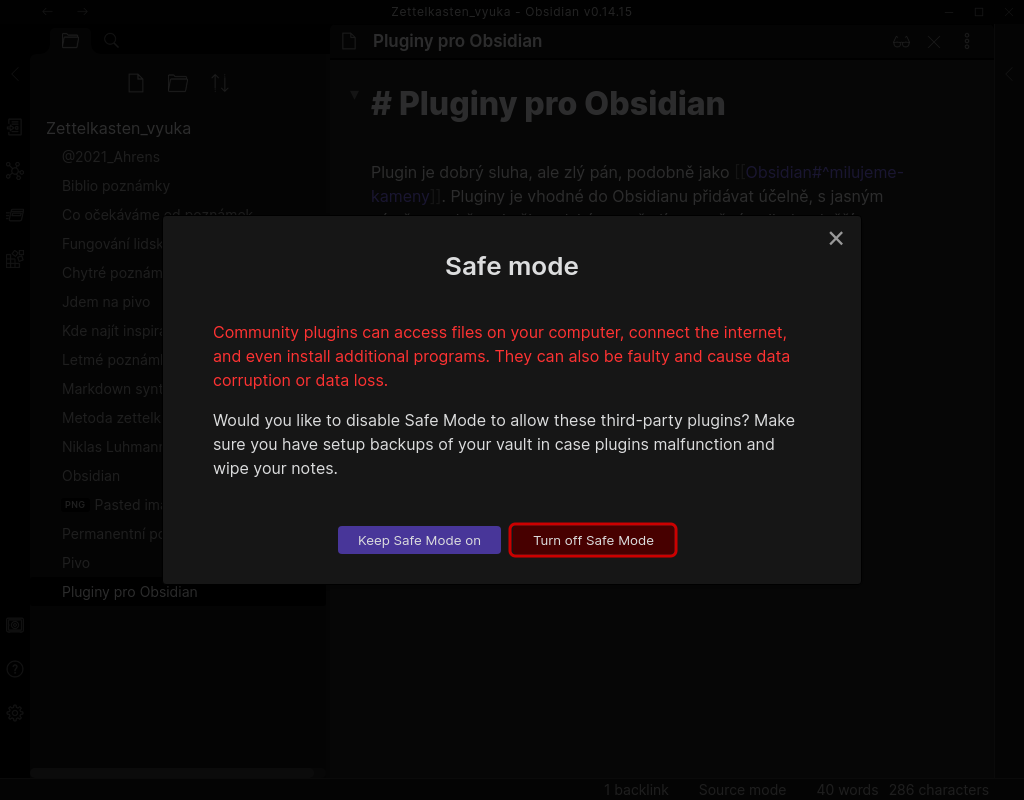 Zettelkasten_vyuka - Obsidian v0.14.15
Pluginy pro Obsidian
# Pluginy pro Obsidian
Plugin je dobrý sluha, ale zlý pán, podobně jako [[Obsidian#^milujeme-
kameny]]. Pluginy je vhodné do Obsidianu přidávat účelně, s jasným
Zettelkasten_vyuka
@2021_Ahrens
Biblio poznámky
Co očekáváme od poznámek
Fungování lidsk
Chytré poznám
Jdem na pivo
Kde najít inspira
Letmé poznám
Markdown synt
Metoda zettelk
Niklas Luhmann
Obsidian
PNG Pasted ima
Permanentní po
Pivo
Pluginy pro Obsidian
Safe mode
Community plugins can access files on your computer, connect the internet,
and even install additional programs. They can also be faulty and cause data
corruption or data loss.
Would you like to disable Safe Mode to allow these third-party plugins? Make
sure you have setup backups of your vault in case plugins malfunction and
wipe your notes.
Keep Safe Mode on
Turn off Safe Mode
1 backlink Source mode 40 words 286 characters